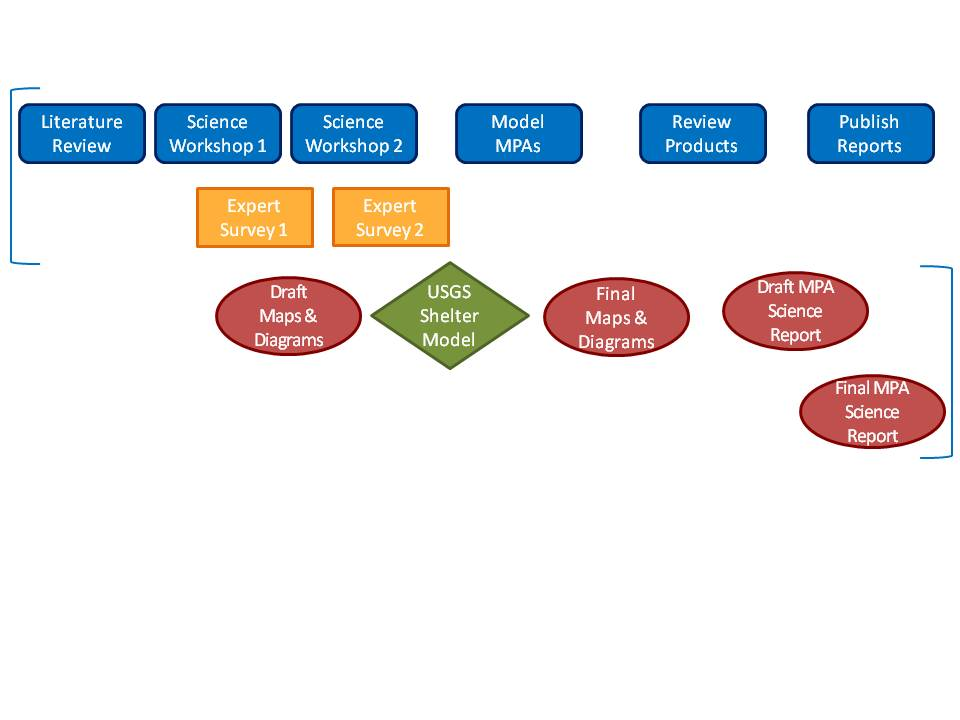 Literature
Review
Science
Workshop 1
Science
Workshop 2
Model
MPAs
Review
Products
Publish
Reports
Expert
Survey 1
Expert
Survey 2
Draft
Maps &
Diagrams
USGS
Shelter
Model
Final
Maps &
Diagrams
Draft MPA
Science
Report
Final MPA
Science
Report